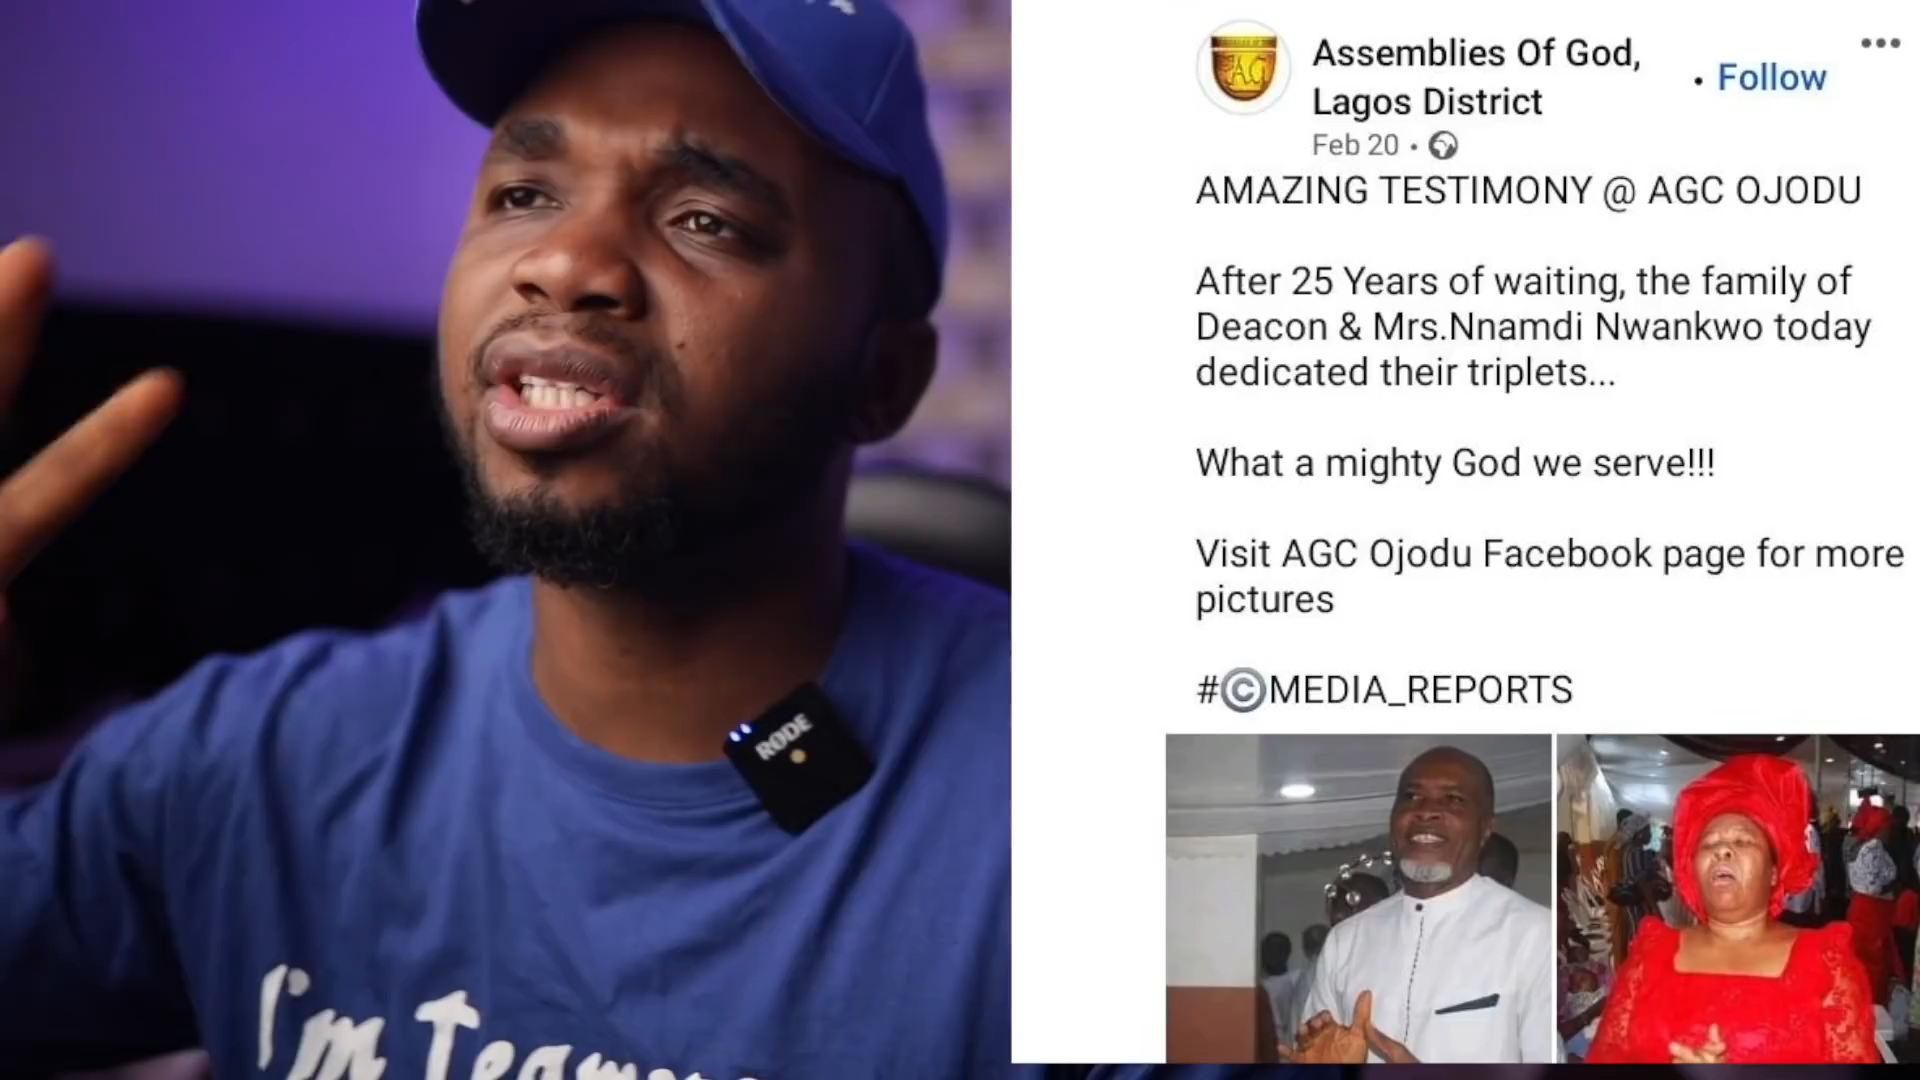 RØDE
I'm
Assemblies Of God,
Lagos District
• Follow
Feb 20 •
AMAZING TESTIMONY @ AGC OJODU
After 25 Years of waiting, the family of
Deacon & Mrs.Nnamdi Nwankwo today
dedicated their triplets...
What a mighty God we serve!!!
Visit AGC Ojodu Facebook page for more
pictures
#©MEDIA_REPORTS